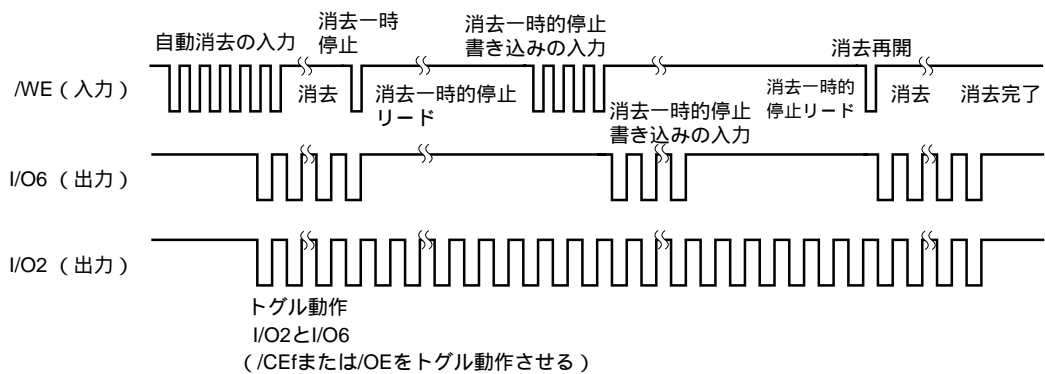 自動消去の入力
消去一時
停止
消去一時的停止
書き込みの入力
消去再開
/WE（入力）
消去
消去一時的停止
リード
消去一時的停止
書き込みの入力
消去一時的
停止リード
消去
消去完了
I/O6 （出力）
I/O2 （出力）
トグル動作
I/O2とI/O6
（/CEfまたは/OEをトグル動作させる）